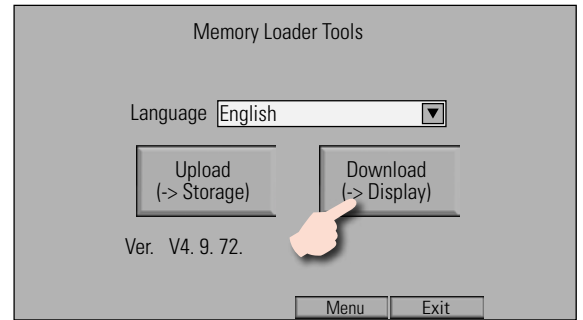 Memory Loader Tools
Language English
Upload
(-> Storage)
Download
(-> Display)
Ver. V4. 9. 72.
Menu Exit